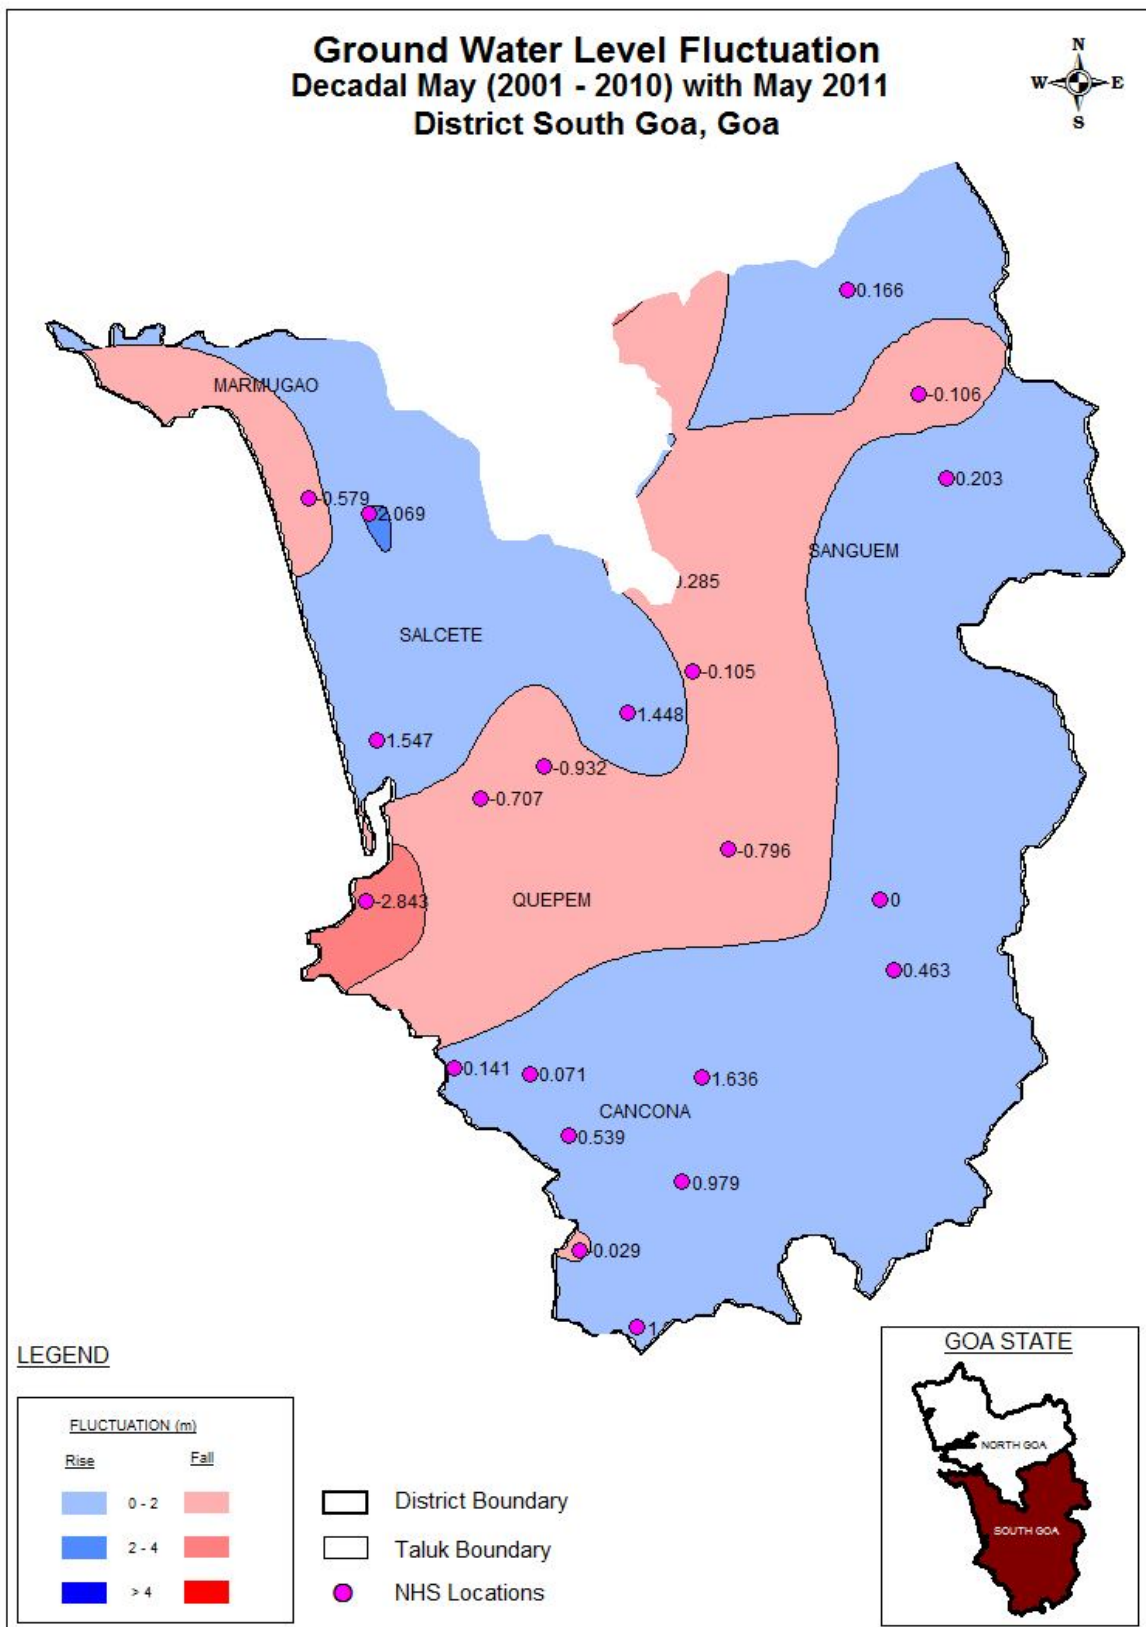 Ground Water Level Fluctuation
Decadal May (2001 - 2010) with May 2011
District South Goa, Goa
N
W E
S
0.166
MARMUGAO
-0.106
0.203
-0.579
2.069
SANGUEM
.285
SALCETE
-0.105
1.448
1.547
-0.932
-0.707
-0.796
-2.843
QUEPEM
0
0.463
0.141
0.071
1.636
CANCONA
0.539
0.979
-0.029
1.
LEGEND
GOA STATE
FLUCTUATION (m)
Rise Fall
0 - 2
2 - 4
> 4
District Boundary
Taluk Boundary
NHS Locations
NORTH GOA
SOUTH GOA